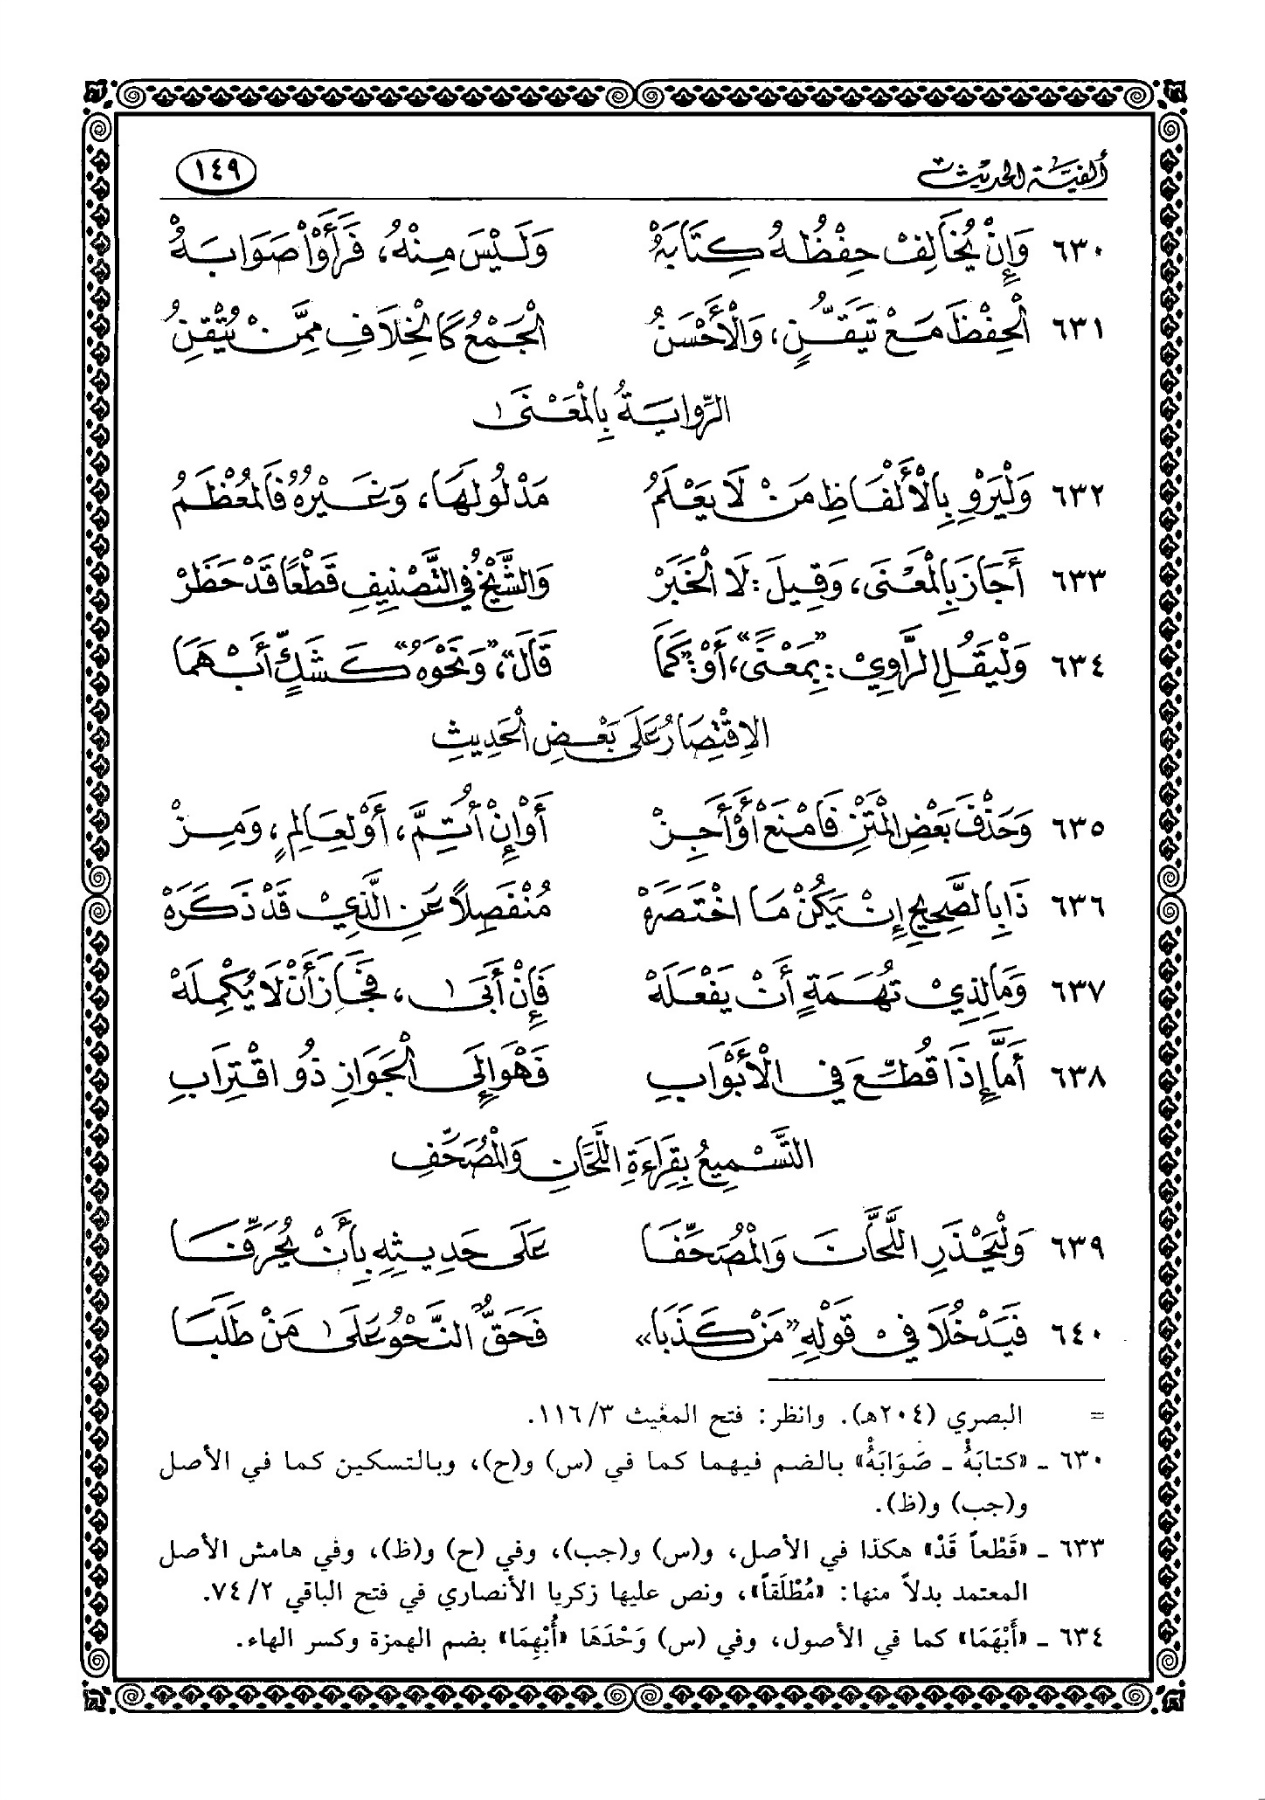 ألفية الحديث ١٤٩
٦٣٠ وَإِنْ يُخَالِفْ حِفْظُهُ كِتَابَهْ وَلَيْسَ مِنْهُ، فَرَأَوْا صَوَابَهُ
٦٣١ الْحِفْظَ مَعْ تَيَقُّنٍ، وَالْأَحْسَنُ الْجَمْعُ كَالْخِلَافِ مِمَّنْ يُتْقِنُ
الرِّوَايَةُ بِالْمَعْنَى
٦٣٢ وَلْيَرْوِ بِالْأَلْفَاظِ مَنْ لَا يَعْلَمُ مَدْلُولَهَا، وَغَيْرُهُ فَالْمُعْظَمُ
٦٣٣ أَجَازَ بِالْمَعْنَى، وَقِيلَ: لَا الْخَبَرْ وَالشَّيْخُ فِي التَّصْنِيفِ قَطْعًا قَدْ حَظَرْ
٦٣٤ وَلْيَقُلِ الرَّاوِيْ: «بِمَعْنًى»، أَوْ: «كَمَا قَالَ»، «وَنَحْوُهُ» كَشَكٍّ أَبْهَمَا
الِاقْتِصَارُ عَلَى بَعْضِ الْحَدِيثِ
٦٣٥ وَحَذْفَ بَعْضِ الْمَتْنِ فَامْنَعْ أَوْ أَجِزْ أَوْ إِنْ أُتِمَّ، أَوْ لِعَالِمٍ، وَمِزْ
٦٣٦ ذَا بِالصَّحِيحِ إِنْ يَكُنْ مَا اخْتَصَرَهْ مُنْفَصِلًا عَنِ الَّذِيْ قَدْ ذَكَرَهْ
٦٣٧ وَمَا لِذِيْ تُهَمَةٍ أَنْ يَفْعَلَهْ فَإِنْ أَبَى، فَجَازَ أَنْ لَا يُكْمِلَهْ
٦٣٨ أَمَّا إِذَا قُطِّعَ فِي الْأَبْوَابِ فَهْوَ إِلَى الْجَوَازِ ذُو اقْتِرَابِ
التَّسْمِيعُ بِقِرَاءَةِ اللَّحَّانِ وَالْمُصَحِّفِ
٦٣٩ وَلْيَحْذَرِ اللَّحَّانَ وَالْمُصَحِّفَا عَلَى حَدِيثِهِ بِأَنْ يُحَرِّفَا
٦٤٠ فَيَدْخُلَا فِيْ قَوْلِهِ «مَنْ كَذَبَا» فَحَقٌّ النَّحْوُ عَلَى مَنْ طَلَبَا
= البصري (٢٠٤هـ). وانظر: فتح المغيث ١١٦/٣.
٦٣٠ ـ «كتابَهُ ـ صَوَابَهُ» بالضم فيهما كما في (س) و(ح)، وبالتسكين كما في الأصل
و(جب) و(ظ).
٦٣٣ ـ «قَطْعاً قَدْ» هكذا في الأصل، و(س) و(جب)، وفي (ح) و(ظ)، وفي هامش الأصل
المعتمد بدلاً منها: «مُطْلَقاً»، ونص عليها زكريا الأنصاري في فتح الباقي ٧٤/٢.
٦٣٤ ـ «أَبْهَمَا» كما في الأصول، وفي (س) وَحْدَهَا «أُبْهِمَا» بضم الهمزة وكسر الهاء.